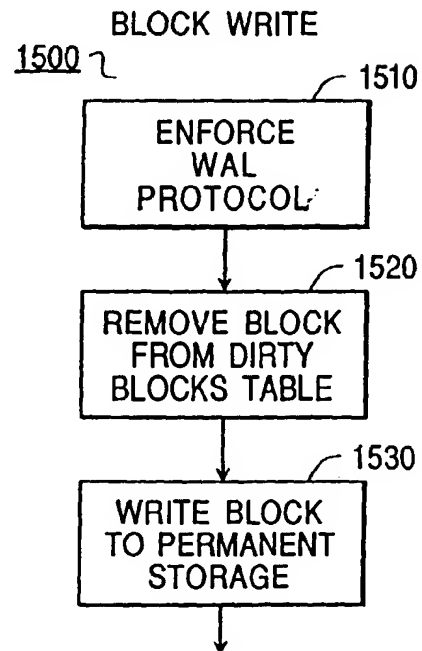 BLOCK WRITE
1500
1510
ENFORCE
WAL
PROTOCOL
1520
REMOVE BLOCK
FROM DIRTY
BLOCKS TABLE
1530
WRITE BLOCK
TO PERMANENT
STORAGE